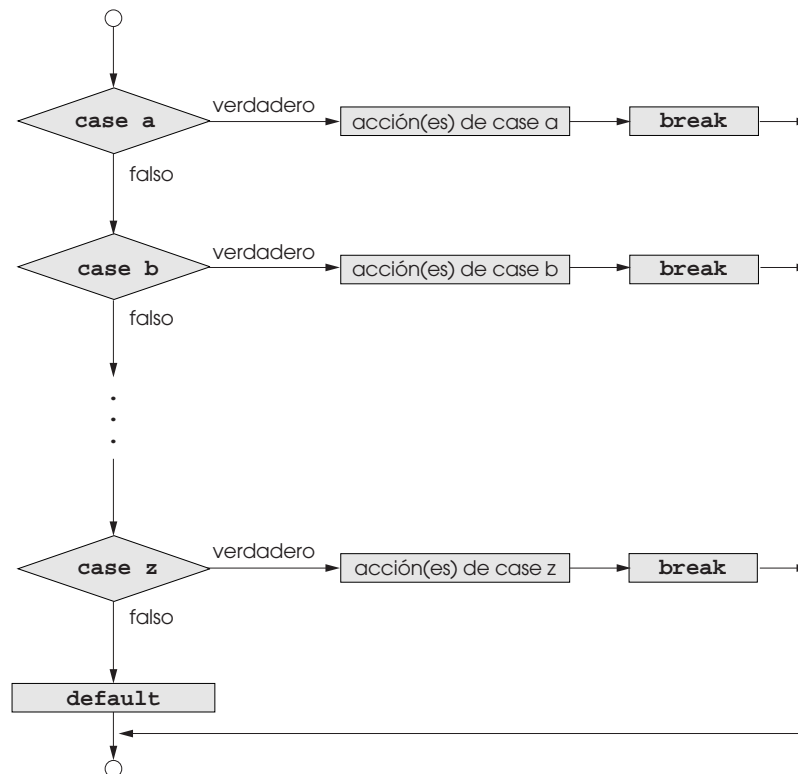 case a verdadero acción(es) de case a break
falso
case b verdadero acción(es) de case b break
falso
.
.
.
case z verdadero acción(es) de case z break
falso
default